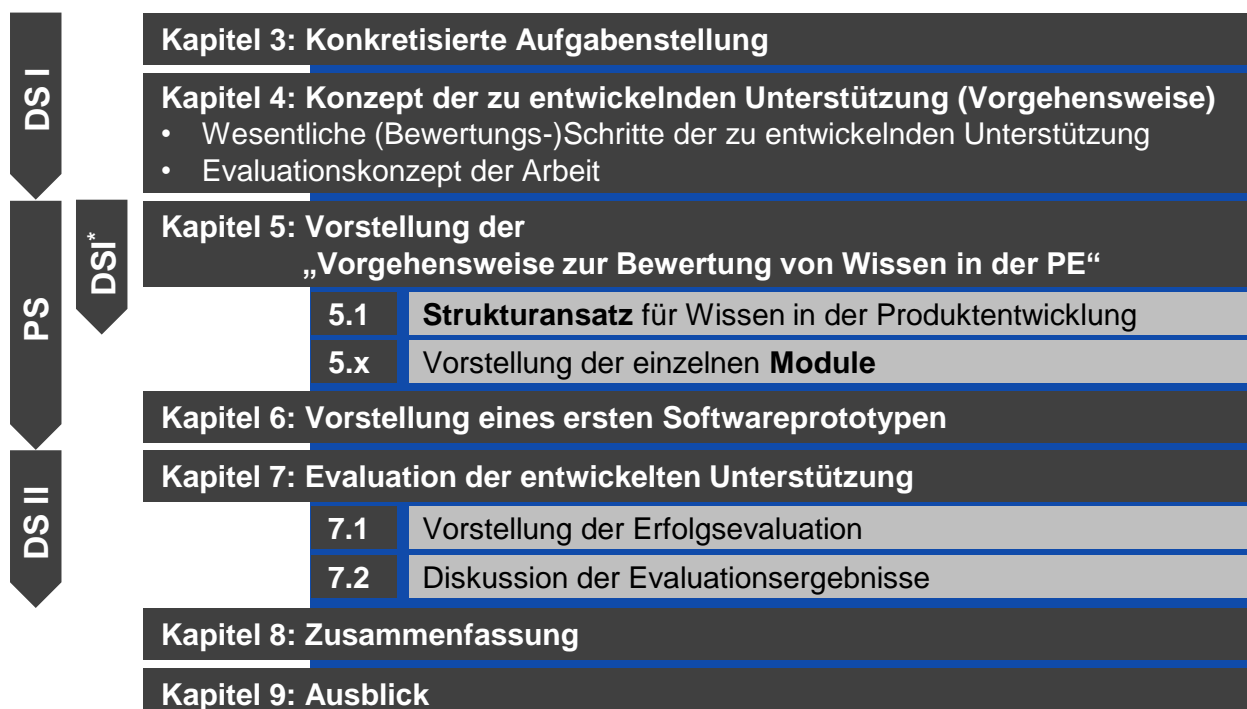 DS I
Kapitel 3: Konkretisierte Aufgabenstellung
Kapitel 4: Konzept der zu entwickelnden Unterstützung (Vorgehensweise)
• Wesentliche (Bewertungs-)Schritte der zu entwickelnden Unterstützung
• Evaluationskonzept der Arbeit
PS
DSI*
Kapitel 5: Vorstellung der
„Vorgehensweise zur Bewertung von Wissen in der PE“
5.1 Strukturansatz für Wissen in der Produktentwicklung
5.x Vorstellung der einzelnen Module
Kapitel 6: Vorstellung eines ersten Softwareprototypen
DS II
Kapitel 7: Evaluation der entwickelten Unterstützung
7.1 Vorstellung der Erfolgsevaluation
7.2 Diskussion der Evaluationsergebnisse
Kapitel 8: Zusammenfassung
Kapitel 9: Ausblick